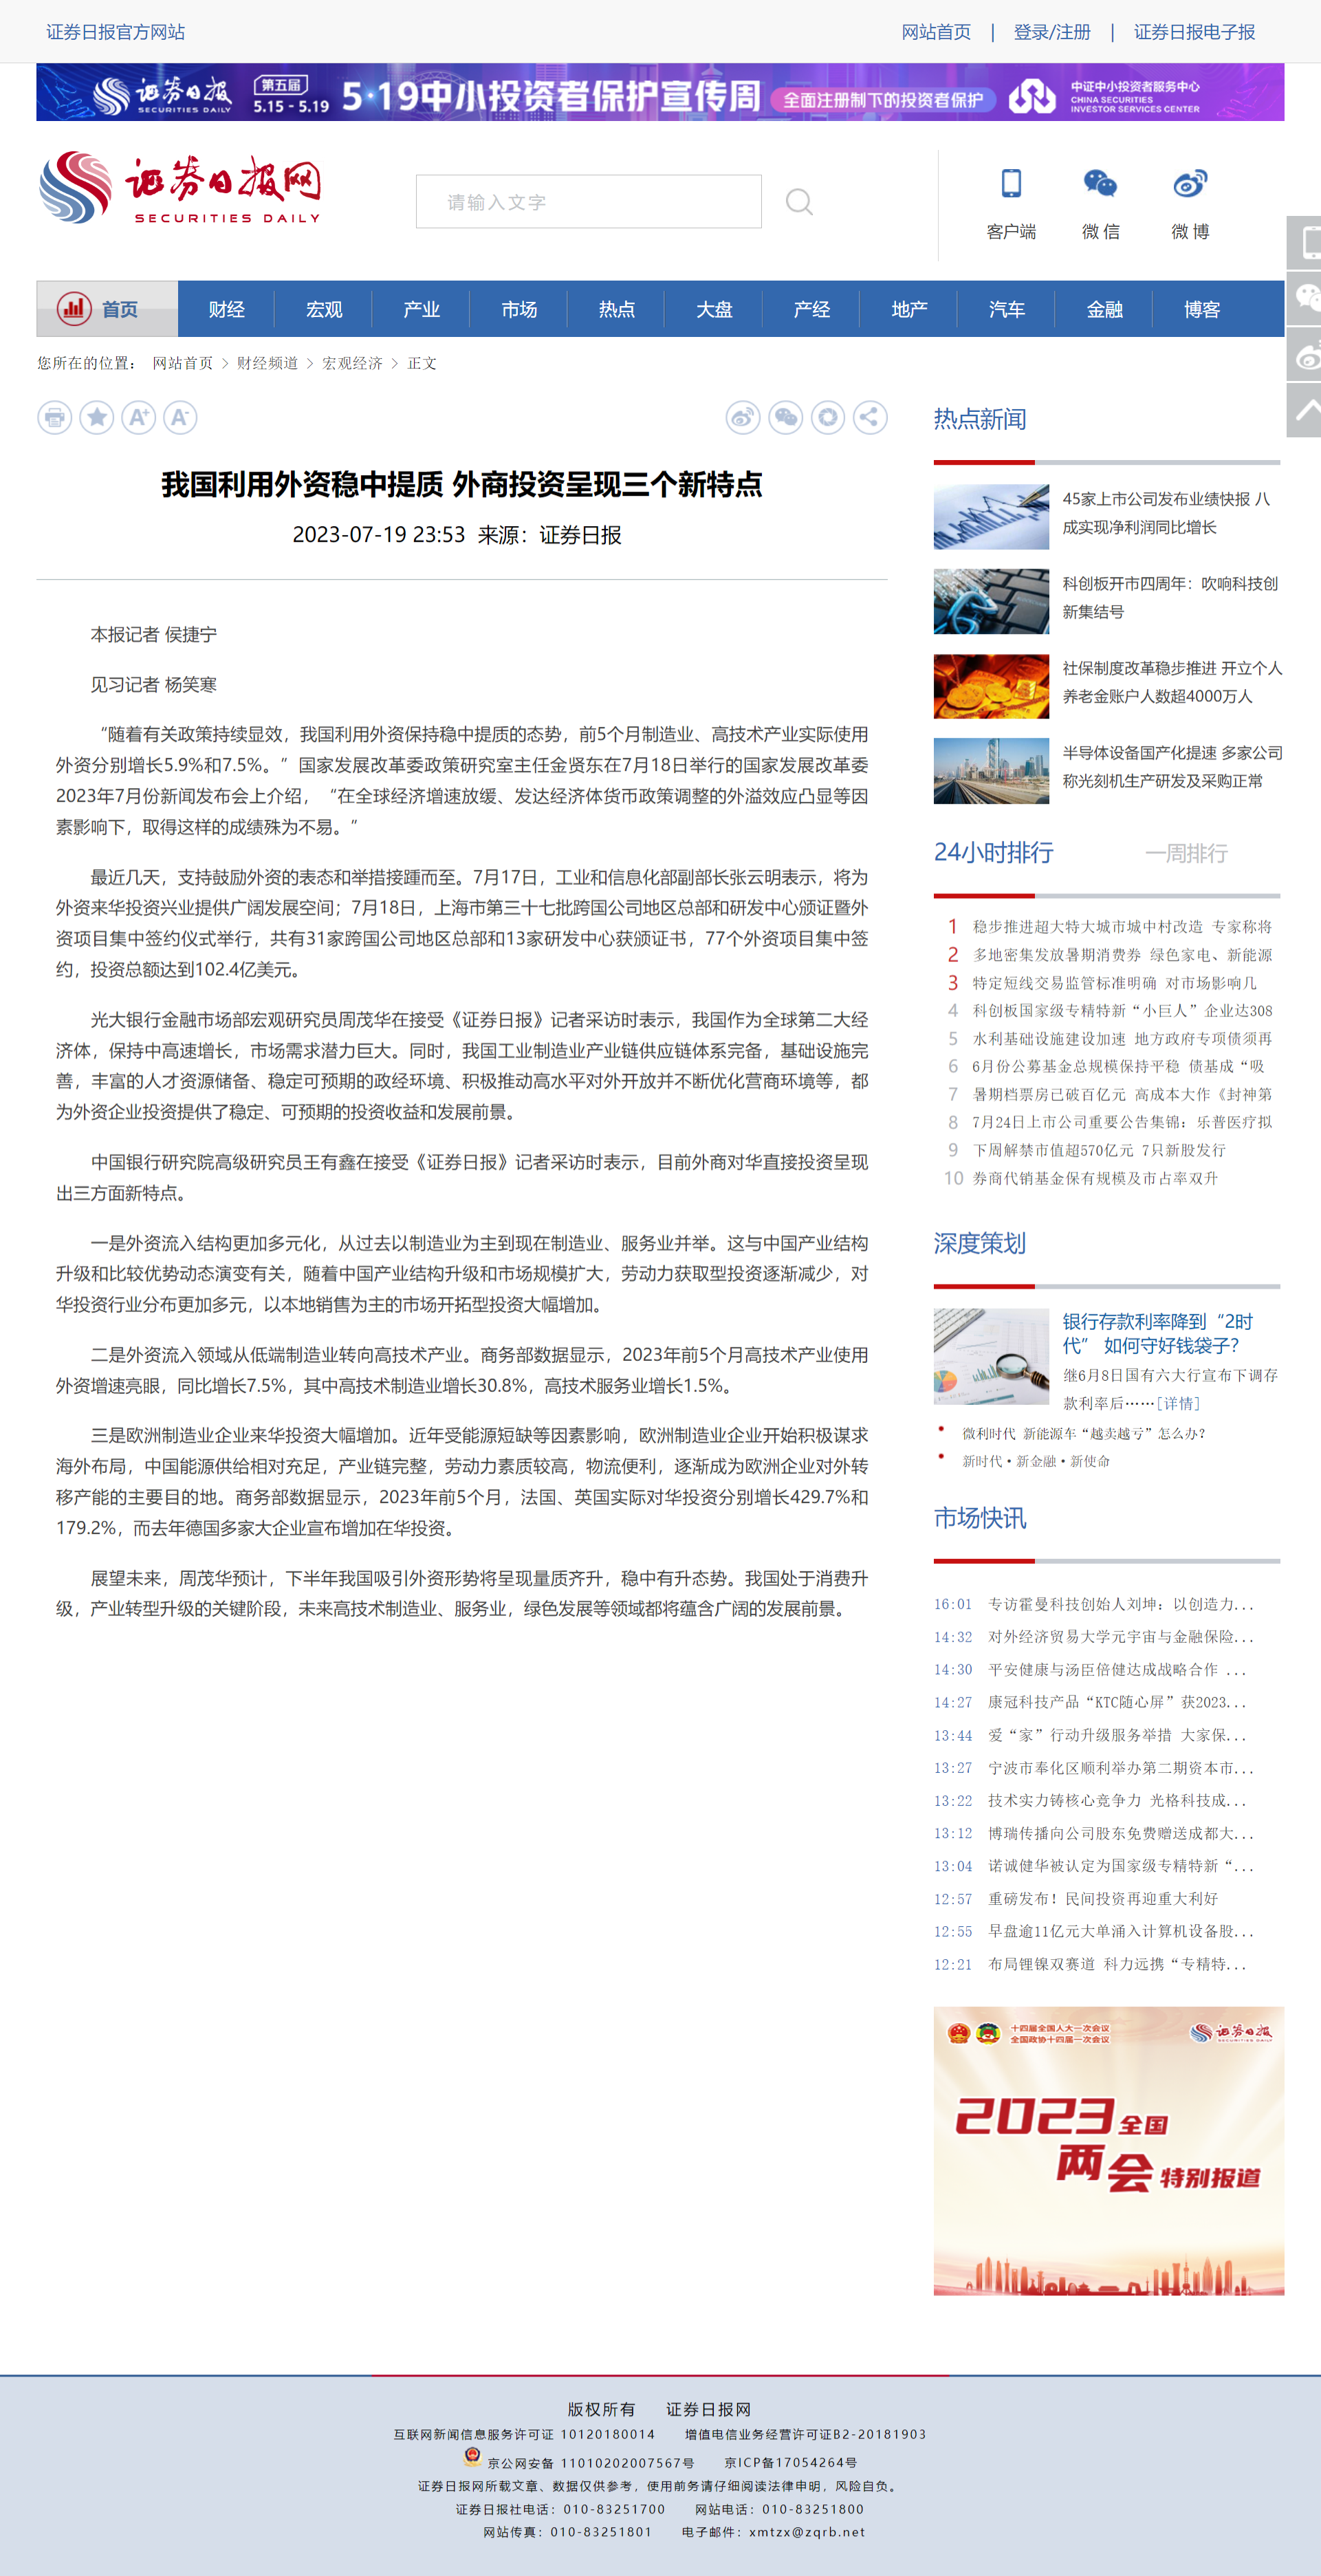 证券日报官方网站
网站首页 | 登录/注册 | 证券日报电子报
证券日报 SECURITIES DAILY 第五届 5.15 - 5.19 5·19中小投资者保护宣传周 全面注册制下的投资者保护 中证中小投资者服务中心 CHINA SECURITIES INVESTOR SERVICES CENTER
证券日报网
SECURITIES DAILY
请输入文字
客户端 微 信 微 博
首页 财经 宏观 产业 市场 热点 大盘 产经 地产 汽车 金融 博客
您所在的位置： 网站首页 > 财经频道 > 宏观经济 > 正文
A+ A-
我国利用外资稳中提质 外商投资呈现三个新特点
2023-07-19 23:53 来源：证券日报
本报记者 侯捷宁
见习记者 杨笑寒
“随着有关政策持续显效，我国利用外资保持稳中提质的态势，前5个月制造业、高技术产业实际使用
外资分别增长5.9%和7.5%。”国家发展改革委政策研究室主任金贤东在7月18日举行的国家发展改革委
2023年7月份新闻发布会上介绍，“在全球经济增速放缓、发达经济体货币政策调整的外溢效应凸显等因
素影响下，取得这样的成绩殊为不易。”
最近几天，支持鼓励外资的表态和举措接踵而至。7月17日，工业和信息化部副部长张云明表示，将为
外资来华投资兴业提供广阔发展空间；7月18日，上海市第三十七批跨国公司地区总部和研发中心颁证暨外
资项目集中签约仪式举行，共有31家跨国公司地区总部和13家研发中心获颁证书，77个外资项目集中签
约，投资总额达到102.4亿美元。
光大银行金融市场部宏观研究员周茂华在接受《证券日报》记者采访时表示，我国作为全球第二大经
济体，保持中高速增长，市场需求潜力巨大。同时，我国工业制造业产业链供应链体系完备，基础设施完
善，丰富的人才资源储备、稳定可预期的政经环境、积极推动高水平对外开放并不断优化营商环境等，都
为外资企业投资提供了稳定、可预期的投资收益和发展前景。
中国银行研究院高级研究员王有鑫在接受《证券日报》记者采访时表示，目前外商对华直接投资呈现
出三方面新特点。
一是外资流入结构更加多元化，从过去以制造业为主到现在制造业、服务业并举。这与中国产业结构
升级和比较优势动态演变有关，随着中国产业结构升级和市场规模扩大，劳动力获取型投资逐渐减少，对
华投资行业分布更加多元，以本地销售为主的市场开拓型投资大幅增加。
二是外资流入领域从低端制造业转向高技术产业。商务部数据显示，2023年前5个月高技术产业使用
外资增速亮眼，同比增长7.5%，其中高技术制造业增长30.8%，高技术服务业增长1.5%。
三是欧洲制造业企业来华投资大幅增加。近年受能源短缺等因素影响，欧洲制造业企业开始积极谋求
海外布局，中国能源供给相对充足，产业链完整，劳动力素质较高，物流便利，逐渐成为欧洲企业对外转
移产能的主要目的地。商务部数据显示，2023年前5个月，法国、英国实际对华投资分别增长429.7%和
179.2%，而去年德国多家大企业宣布增加在华投资。
展望未来，周茂华预计，下半年我国吸引外资形势将呈现量质齐升，稳中有升态势。我国处于消费升
级，产业转型升级的关键阶段，未来高技术制造业、服务业，绿色发展等领域都将蕴含广阔的发展前景。
热点新闻
45家上市公司发布业绩快报 八
成实现净利润同比增长
科创板开市四周年：吹响科技创
新集结号
社保制度改革稳步推进 开立个人
养老金账户人数超4000万人
半导体设备国产化提速 多家公司
称光刻机生产研发及采购正常
24小时排行 一周排行
1 稳步推进超大特大城市城中村改造 专家称将
2 多地密集发放暑期消费券 绿色家电、新能源
3 特定短线交易监管标准明确 对市场影响几
4 科创板国家级专精特新“小巨人”企业达308
5 水利基础设施建设加速 地方政府专项债须再
6 6月份公募基金总规模保持平稳 债基成“吸
7 暑期档票房已破百亿元 高成本大作《封神第
8 7月24日上市公司重要公告集锦：乐普医疗拟
9 下周解禁市值超570亿元 7只新股发行
10 券商代销基金保有规模及市占率双升
深度策划
银行存款利率降到“2时
代” 如何守好钱袋子？
继6月8日国有六大行宣布下调存
款利率后……[详情]
微利时代 新能源车“越卖越亏”怎么办？
新时代·新金融·新使命
市场快讯
16:01 专访霍曼科技创始人刘坤：以创造力...
14:32 对外经济贸易大学元宇宙与金融保险...
14:30 平安健康与汤臣倍健达成战略合作 ...
14:27 康冠科技产品“KTC随心屏”获2023...
13:44 爱“家”行动升级服务举措 大家保...
13:27 宁波市奉化区顺利举办第二期资本市...
13:22 技术实力铸核心竞争力 光格科技成...
13:12 博瑞传播向公司股东免费赠送成都大...
13:04 诺诚健华被认定为国家级专精特新“...
12:57 重磅发布！民间投资再迎重大利好
12:55 早盘逾11亿元大单涌入计算机设备股...
12:21 布局锂镍双赛道 科力远携“专精特...
十四届全国人大一次会议
全国政协十四届一次会议
证券日报
SECURITIES DAILY
2023全国
两会特别报道
版权所有 证券日报网
互联网新闻信息服务许可证 10120180014 增值电信业务经营许可证B2-20181903
京公网安备 11010202007567号 京ICP备17054264号
证券日报网所载文章、数据仅供参考，使用前务请仔细阅读法律申明，风险自负。
证券日报社电话：010-83251700 网站电话：010-83251800
网站传真：010-83251801 电子邮件：xmtzx@zqrb.net